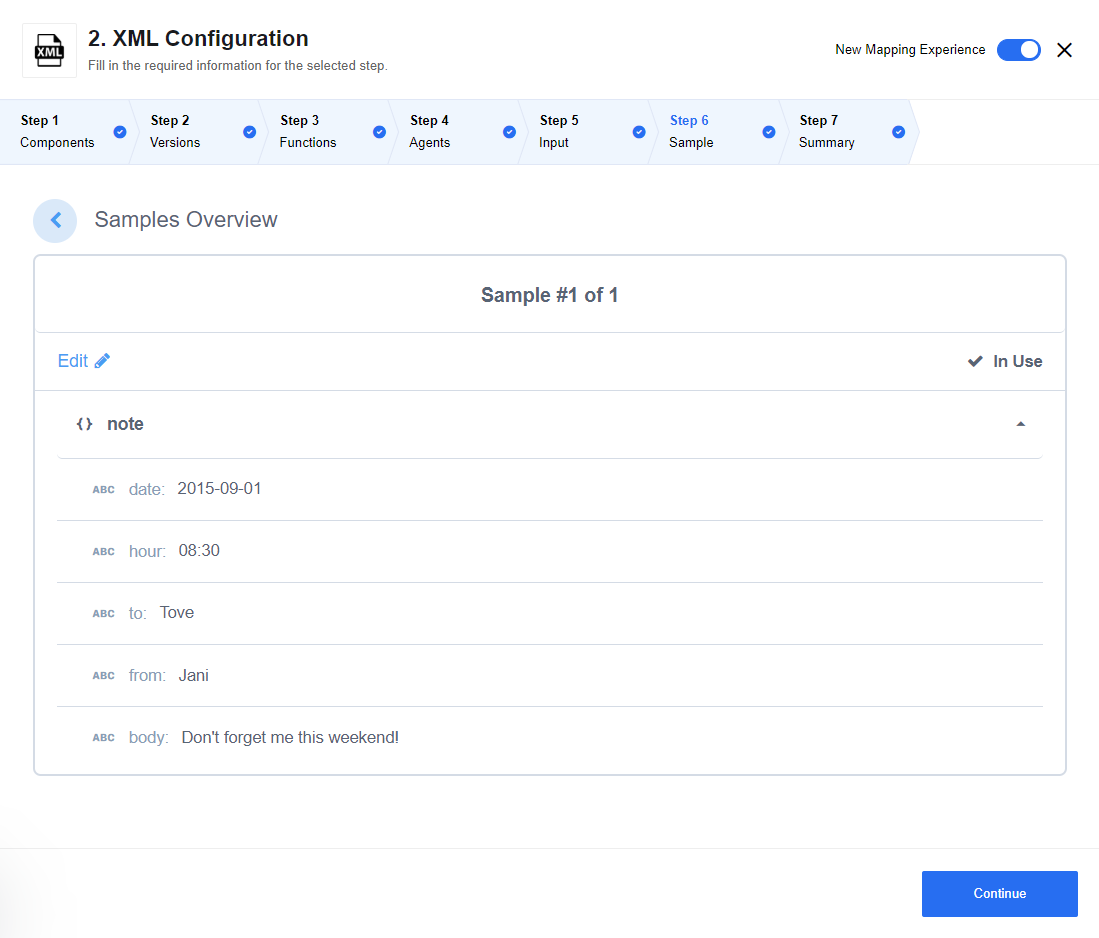 XML
2. XML Configuration
Fill in the required information for the selected step.
New Mapping Experience
Step 1
Components
Step 2
Versions
Step 3
Functions
Step 4
Agents
Step 5
Input
Step 6
Sample
Step 7
Summary
Samples Overview
Sample #1 of 1
Edit
In Use
{} note
ABC date: 2015-09-01
ABC hour: 08:30
ABC to: Tove
ABC from: Jani
ABC body: Don't forget me this weekend!
Continue